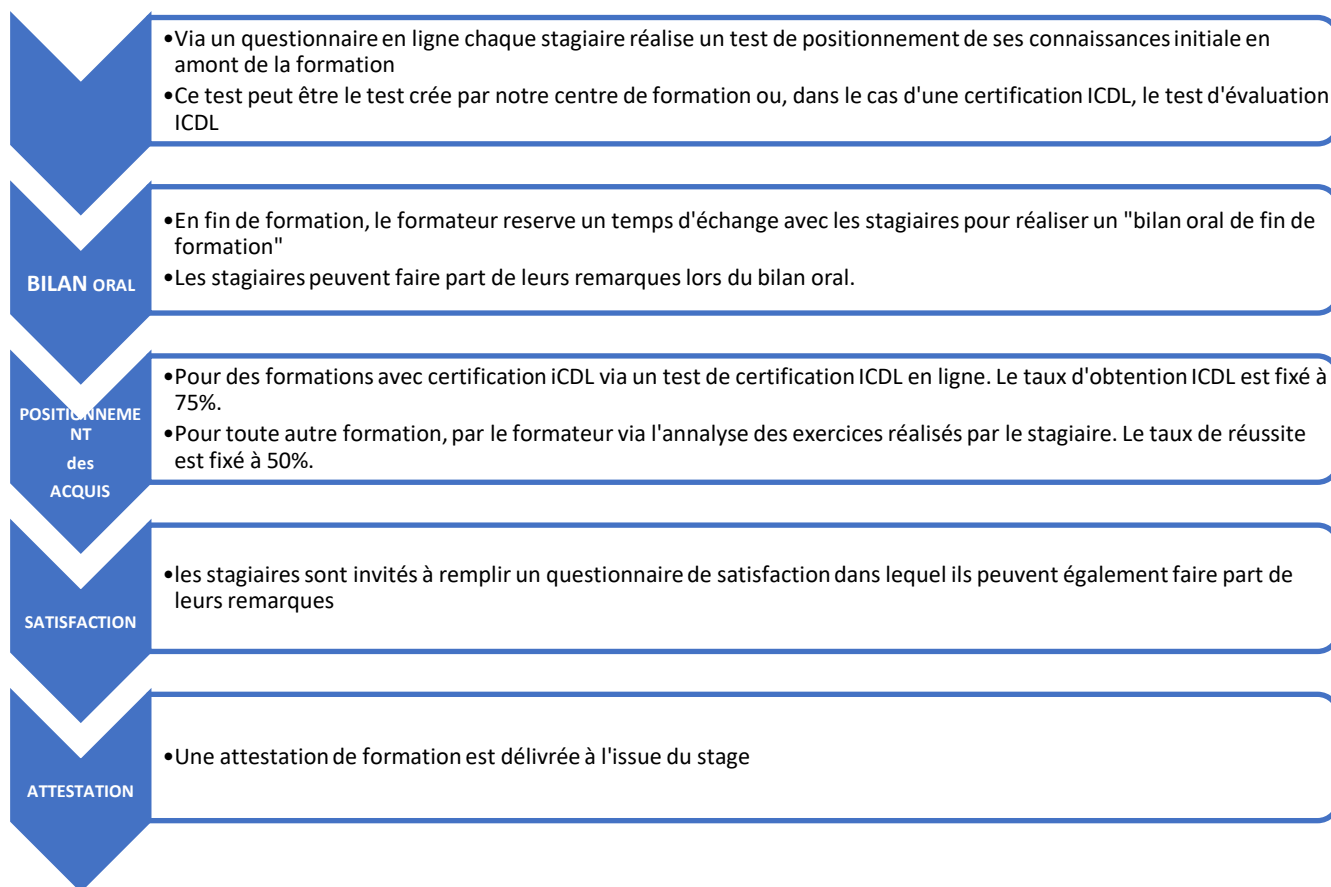 •Via un questionnaire en ligne chaque stagiaire réalise un test de positionnement de ses connaissances initiale en
amont de la formation
•Ce test peut être le test crée par notre centre de formation ou, dans le cas d'une certification ICDL, le test d'évaluation
ICDL
BILAN ORAL
•En fin de formation, le formateur reserve un temps d'échange avec les stagiaires pour réaliser un "bilan oral de fin de
formation"
•Les stagiaires peuvent faire part de leurs remarques lors du bilan oral.
POSITIONNEME
NT
des
ACQUIS
•Pour des formations avec certification iCDL via un test de certification ICDL en ligne. Le taux d'obtention ICDL est fixé à
75%.
•Pour toute autre formation, par le formateur via l'annalyse des exercices réalisés par le stagiaire. Le taux de réussite
est fixé à 50%.
SATISFACTION
•les stagiaires sont invités à remplir un questionnaire de satisfaction dans lequel ils peuvent également faire part de
leurs remarques
ATTESTATION
•Une attestation de formation est délivrée à l'issue du stage